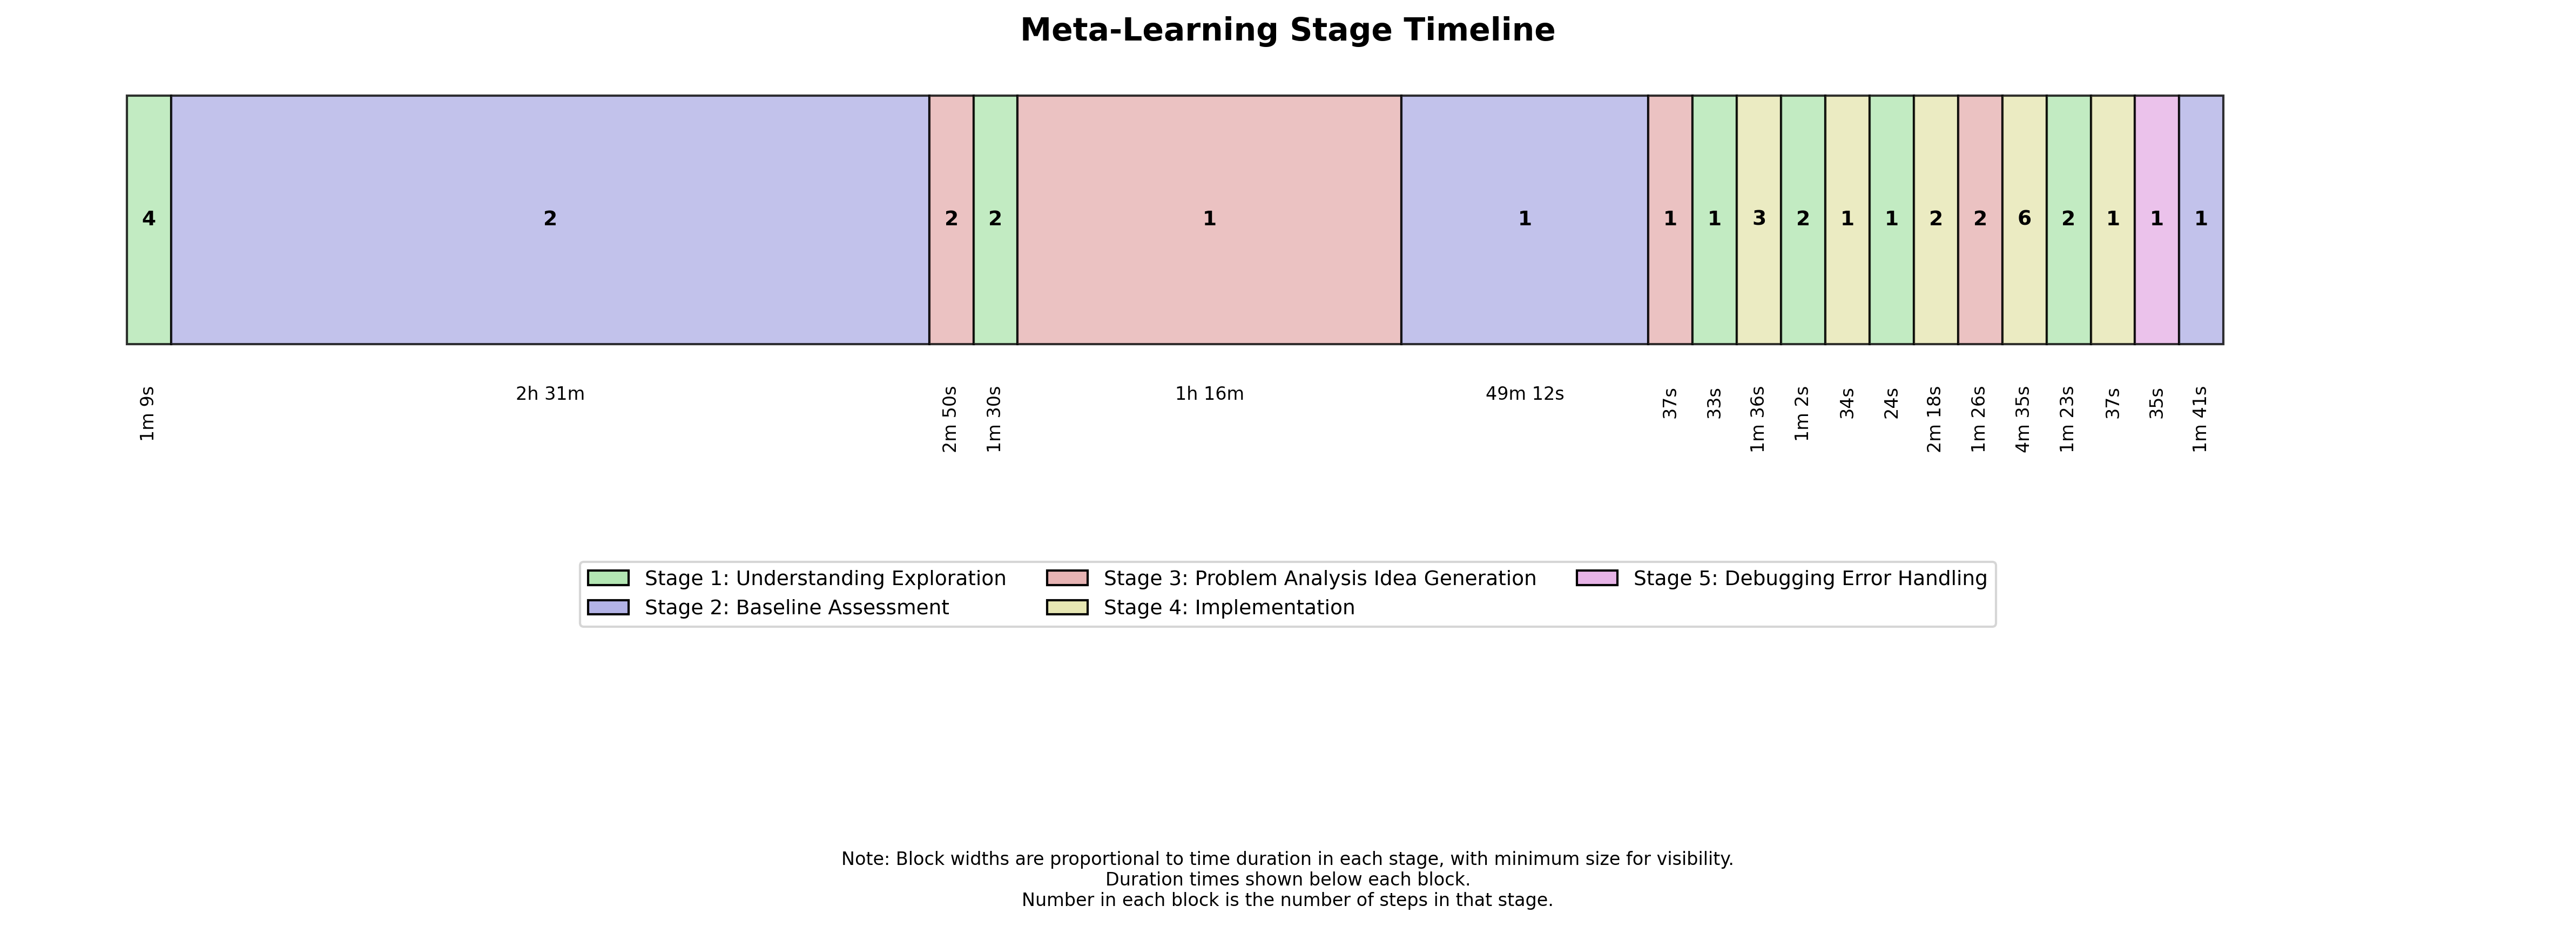 Meta-Learning Stage Timeline
4
2
2
2
1
1
1
1
3
2
1
1
2
2
6
2
1
1
1
1m 9s
2h 31m
2m 50s
1m 30s
1h 16m
49m 12s
37s
33s
1m 36s
1m 2s
34s
24s
2m 18s
1m 26s
4m 35s
1m 23s
37s
35s
1m 41s
Stage 1: Understanding Exploration
Stage 2: Baseline Assessment
Stage 3: Problem Analysis Idea Generation
Stage 4: Implementation
Stage 5: Debugging Error Handling
Note: Block widths are proportional to time duration in each stage, with minimum size for visibility.
Duration times shown below each block.
Number in each block is the number of steps in that stage.